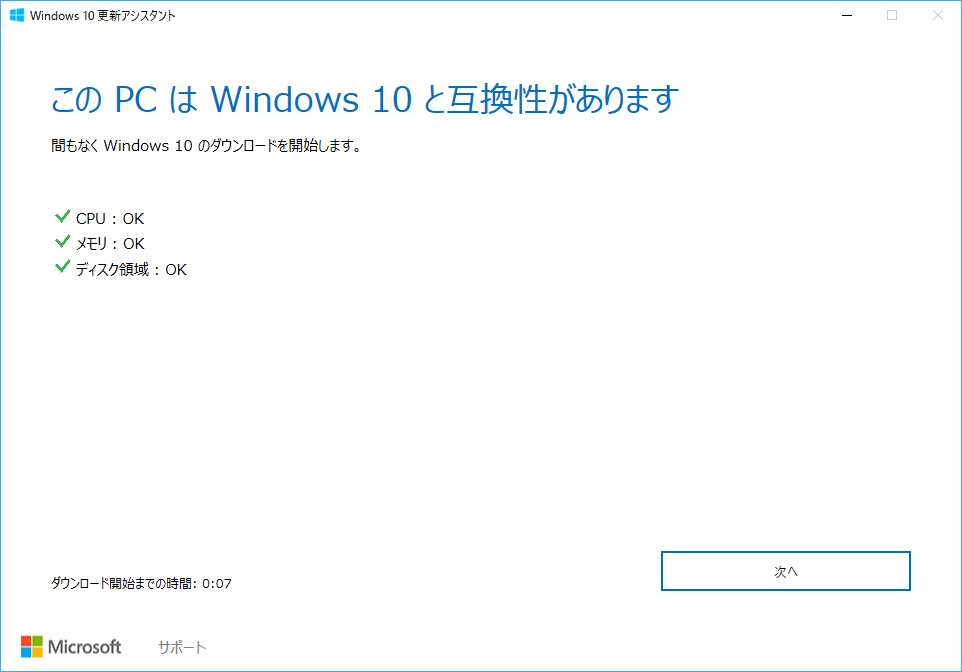 Windows 10 更新アシスタント
この PC は Windows 10 と互換性があります
間もなく Windows 10 のダウンロードを開始します。
CPU : OK
メモリ : OK
ディスク領域 : OK
次へ
ダウンロード開始までの時間: 0:07
Microsoft サポート